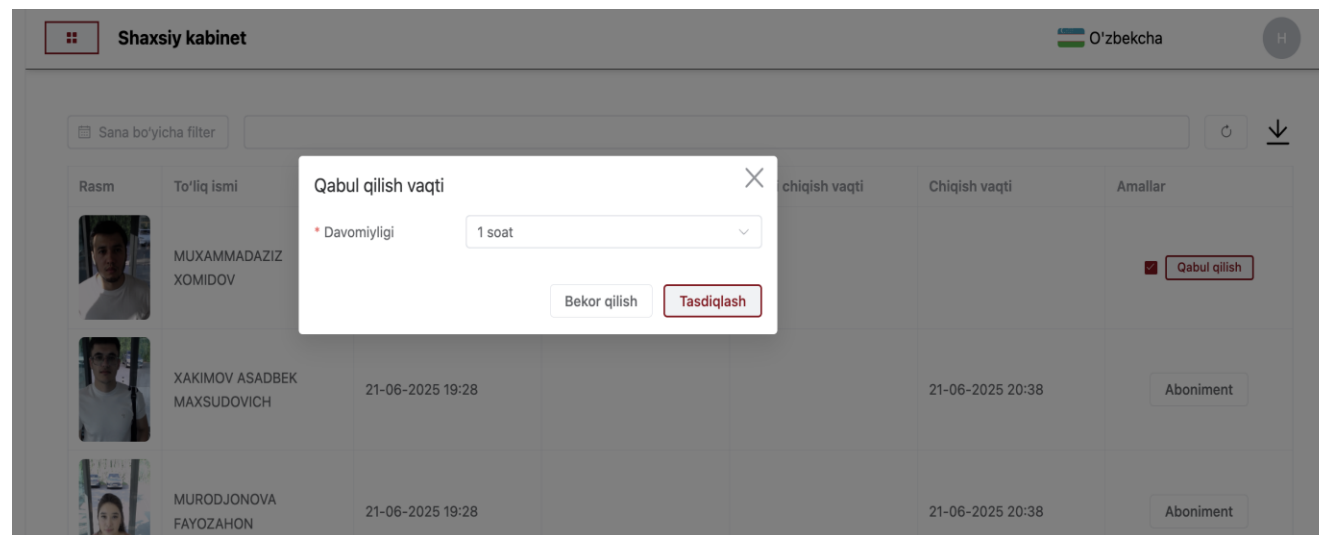 Shaxsiy kabinet
O'zbekcha
H
Sana bo'yicha filter
Rasm
To'liq ismi
chiqish vaqti
Chiqish vaqti
Amallar
Qabul qilish vaqti
* Davomiyligi
1 soat
Bekor qilish
Tasdiqlash
MUXAMMADAZIZ
XOMIDOV
Qabul qilish
XAKIMOV ASADBEK
MAXSUDOVICH
21-06-2025 19:28
21-06-2025 20:38
Aboniment
MURODJONOVA
FAYOZAHON
21-06-2025 19:28
21-06-2025 20:38
Aboniment